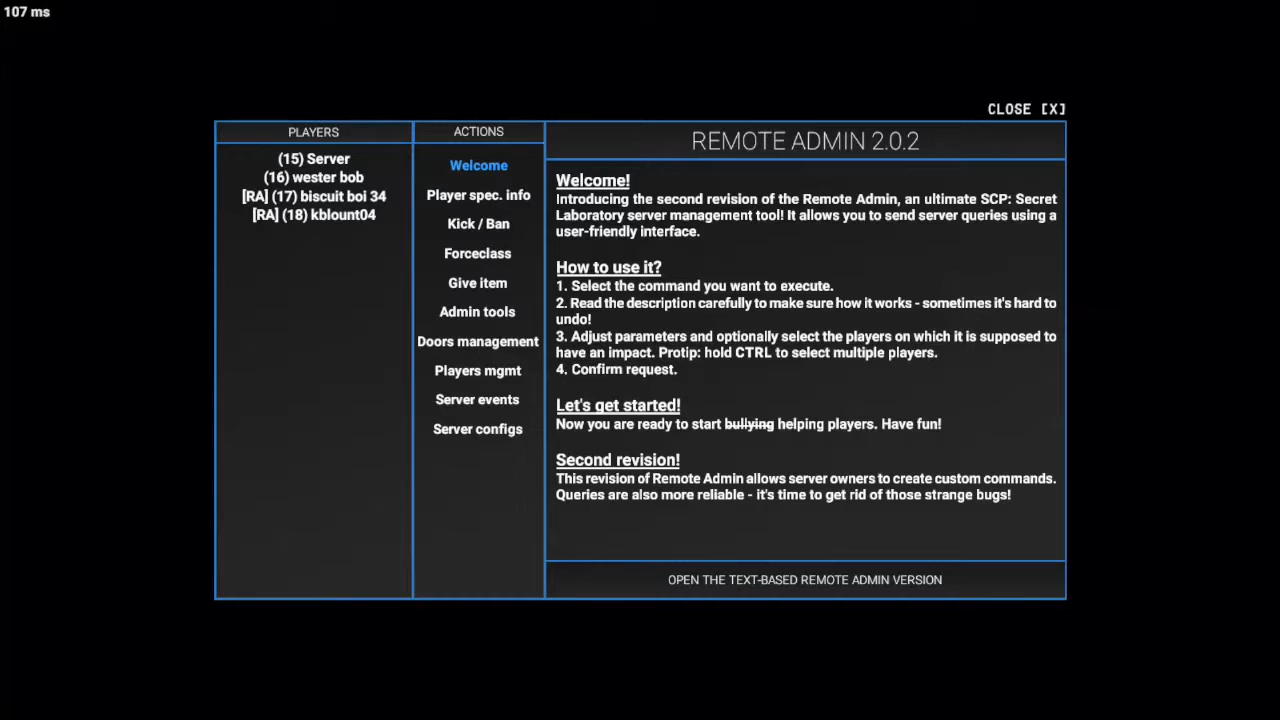 107 ms
CLOSE [X]
PLAYERS
(15) Server
(16) wester bob
[RA] (17) biscuit boi 34
[RA] (18) kblount04
ACTIONS
Welcome
Player spec. info
Kick / Ban
Forceclass
Give item
Admin tools
Doors management
Players mgmt
Server events
Server configs
REMOTE ADMIN 2.0.2
Welcome!
Introducing the second revision of the Remote Admin, an ultimate SCP: Secret
Laboratory server management tool! It allows you to send server queries using a
user-friendly interface.
How to use it?
1. Select the command you want to execute.
2. Read the description carefully to make sure how it works - sometimes it's hard to
undo!
3. Adjust parameters and optionally select the players on which it is supposed to
have an impact. Protip: hold CTRL to select multiple players.
4. Confirm request.
Let's get started!
Now you are ready to start bullying helping players. Have fun!
Second revision!
This revision of Remote Admin allows server owners to create custom commands.
Queries are also more reliable - it's time to get rid of those strange bugs!
OPEN THE TEXT-BASED REMOTE ADMIN VERSION